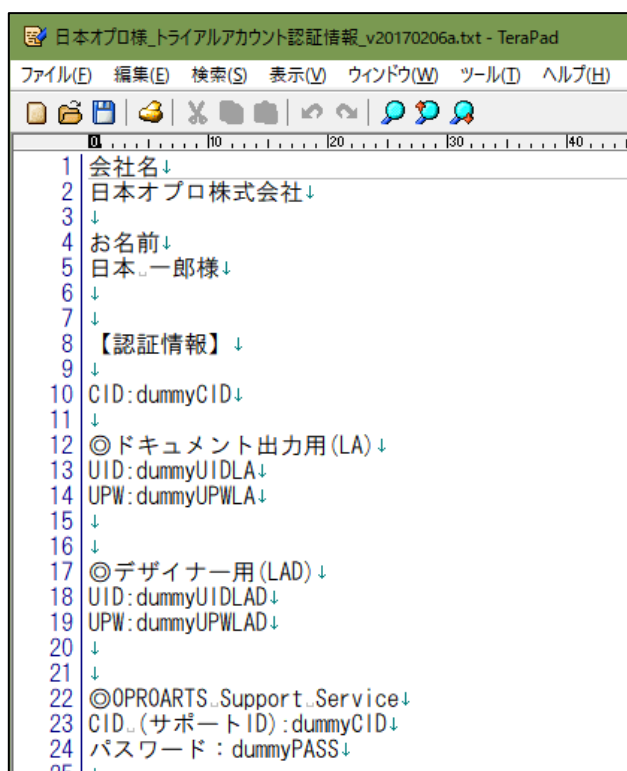 日本オプロ様_トライアルアカウント認証情報_v20170206a.txt - TeraPad
ファイル(F) 編集(E) 検索(S) 表示(V) ウィンドウ(W) ツール(T) ヘルプ(H)
0 10 20 30 40
1 会社名↓
2 日本オプロ株式会社↓
3 ↓
4 お名前↓
5 日本 一郎様↓
6 ↓
7 ↓
8 【認証情報】↓
9 ↓
10 CID:dummyCID↓
11 ↓
12 ◎ドキュメント出力用(LA)↓
13 UID:dummyUIDLA↓
14 UPW:dummyUPWLA↓
15 ↓
16 ↓
17 ◎デザイナー用(LAD)↓
18 UID:dummyUIDLAD↓
19 UPW:dummyUPWLAD↓
20 ↓
21 ↓
22 ◎OPROARTS Support Service↓
23 CID (サポートID):dummyCID↓
24 パスワード：dummyPASS↓
25 ↓